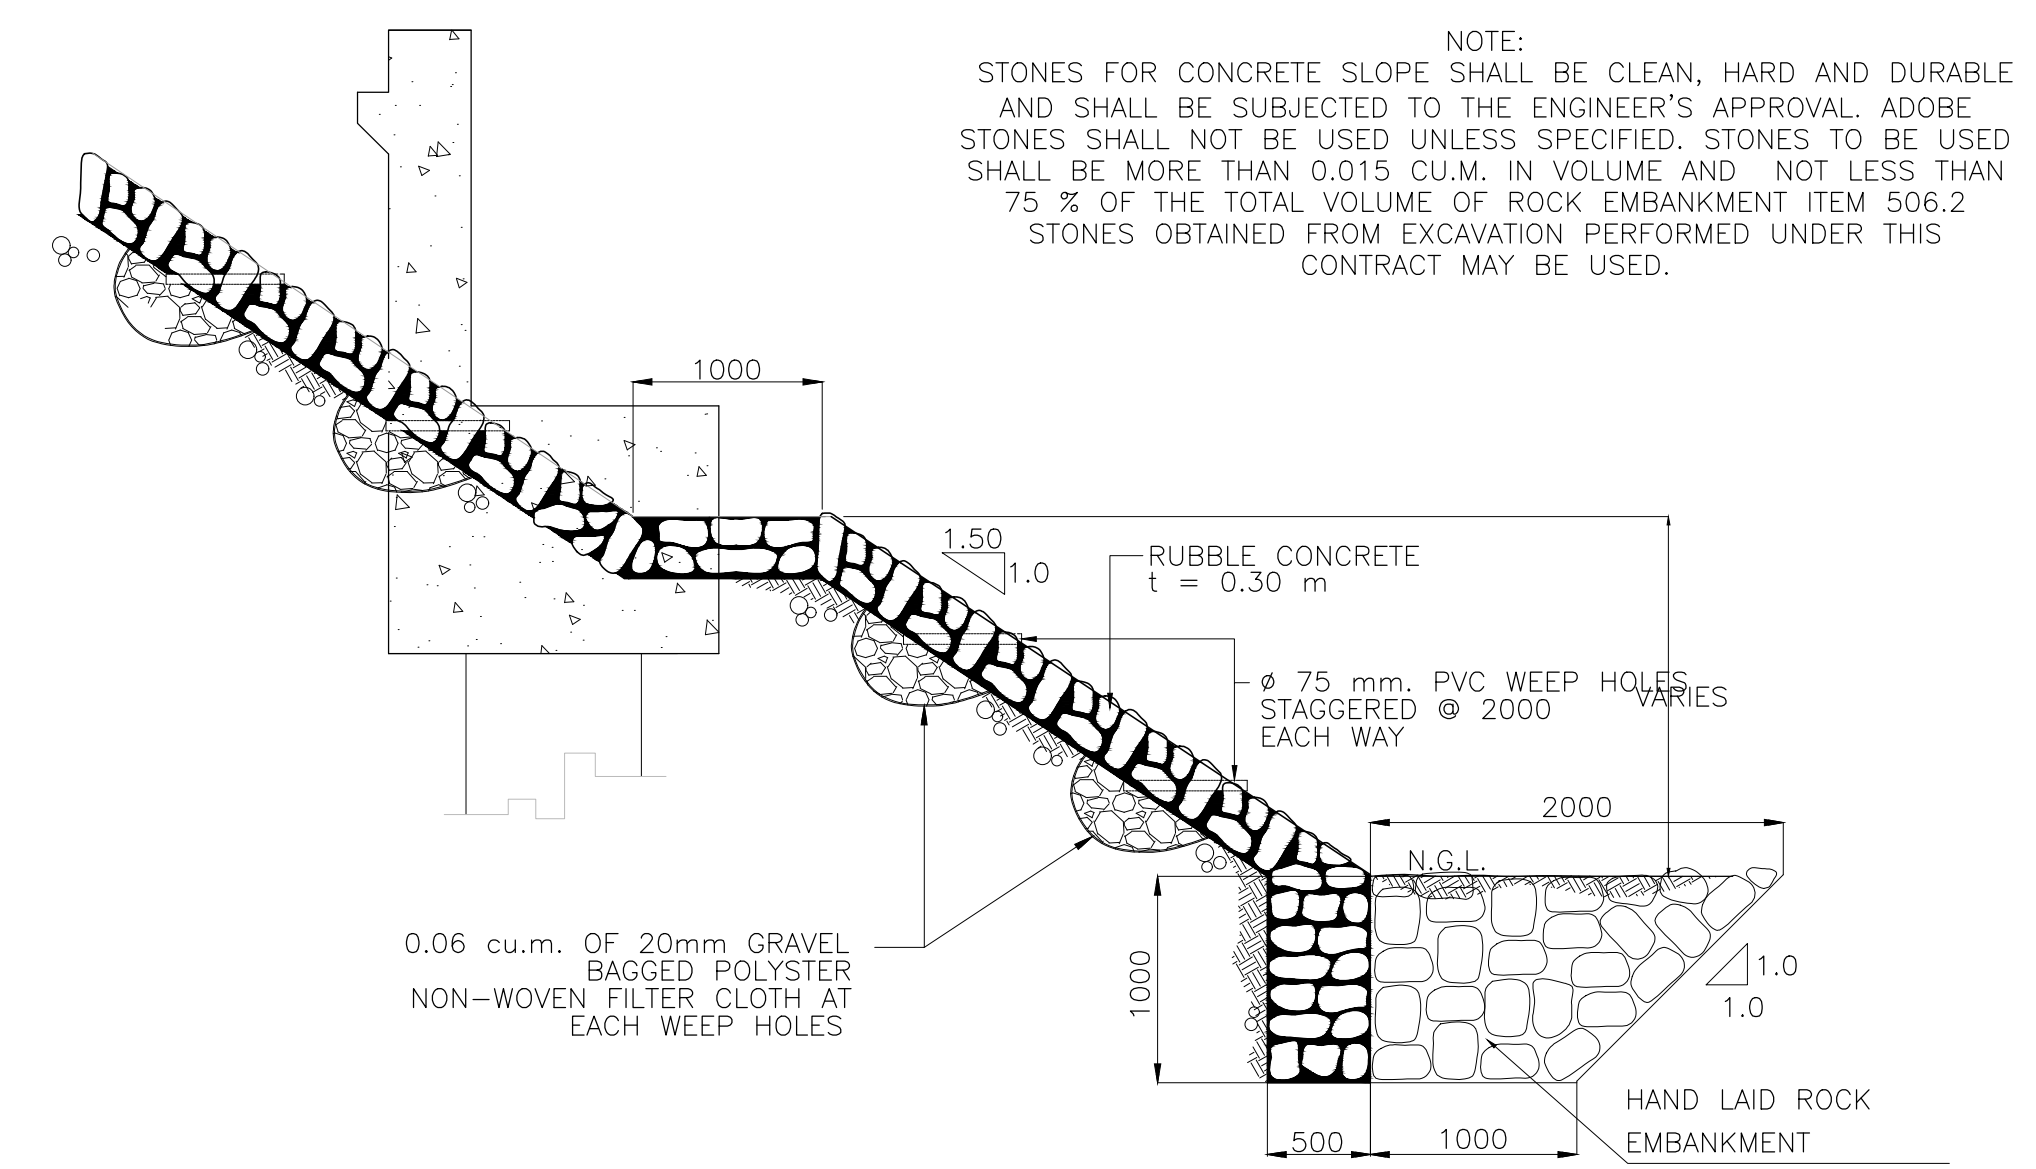 NOTE:
STONES FOR CONCRETE SLOPE SHALL BE CLEAN, HARD AND DURABLE
AND SHALL BE SUBJECTED TO THE ENGINEER'S APPROVAL. ADOBE
STONES SHALL NOT BE USED UNLESS SPECIFIED. STONES TO BE USED
SHALL BE MORE THAN 0.015 CU.M. IN VOLUME AND NOT LESS THAN
75 % OF THE TOTAL VOLUME OF ROCK EMBANKMENT ITEM 506.2
STONES OBTAINED FROM EXCAVATION PERFORMED UNDER THIS
CONTRACT MAY BE USED.
1000
1.50
1.0
RUBBLE CONCRETE
t = 0.30 m
ø 75 mm. PVC WEEP HOLES
STAGGERED @ 2000
EACH WAY
VARIES
2000
N.G.L.
0.06 cu.m. OF 20mm GRAVEL
BAGGED POLYSTER
NON-WOVEN FILTER CLOTH AT
EACH WEEP HOLES
1000
1.0
1.0
HAND LAID ROCK
EMBANKMENT
500
1000